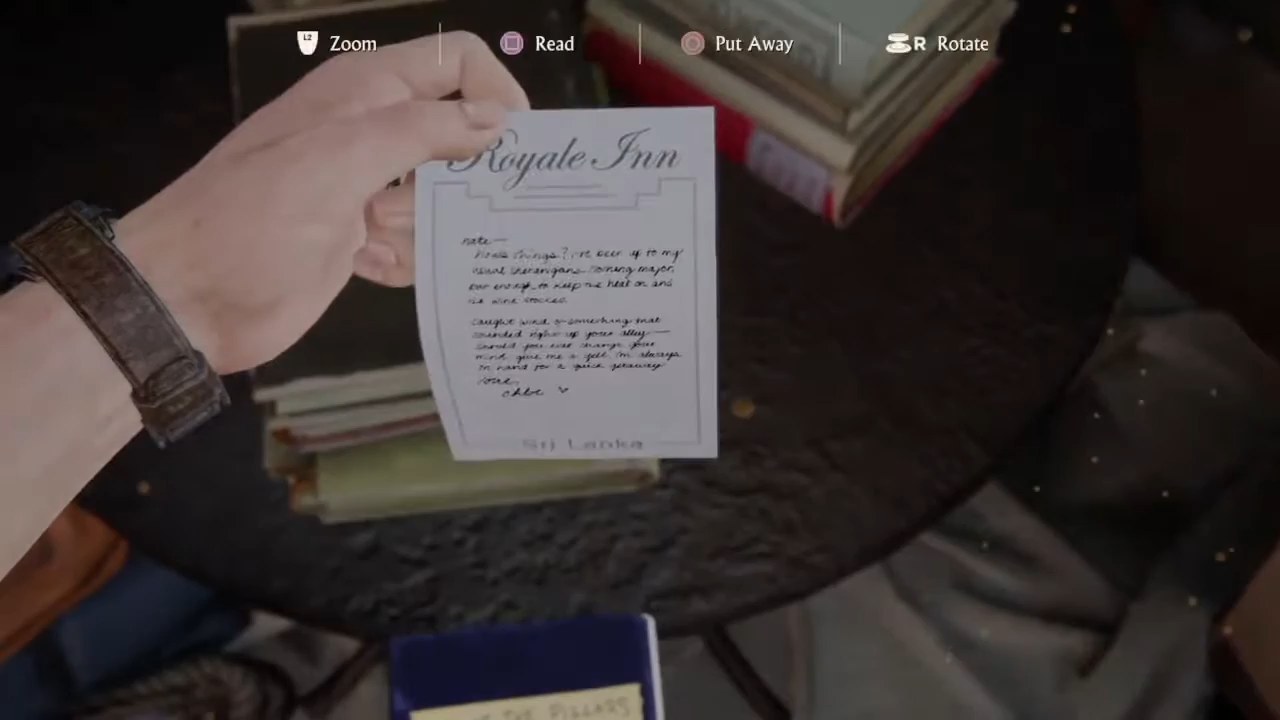 L2 Zoom
Read
Put Away
R Rotate
Royale Inn
nate—
how's things? i've been up to my
usual shenanigans. nothing major,
but enough to keep the heat on and
the wine stocked.
caught wind of something that
sounded right up your alley—
should you ever change your
mind give me a yell. i'm always
on hand for a quick getaway
love,
chloe
Sri Lanka
THE PILLARS